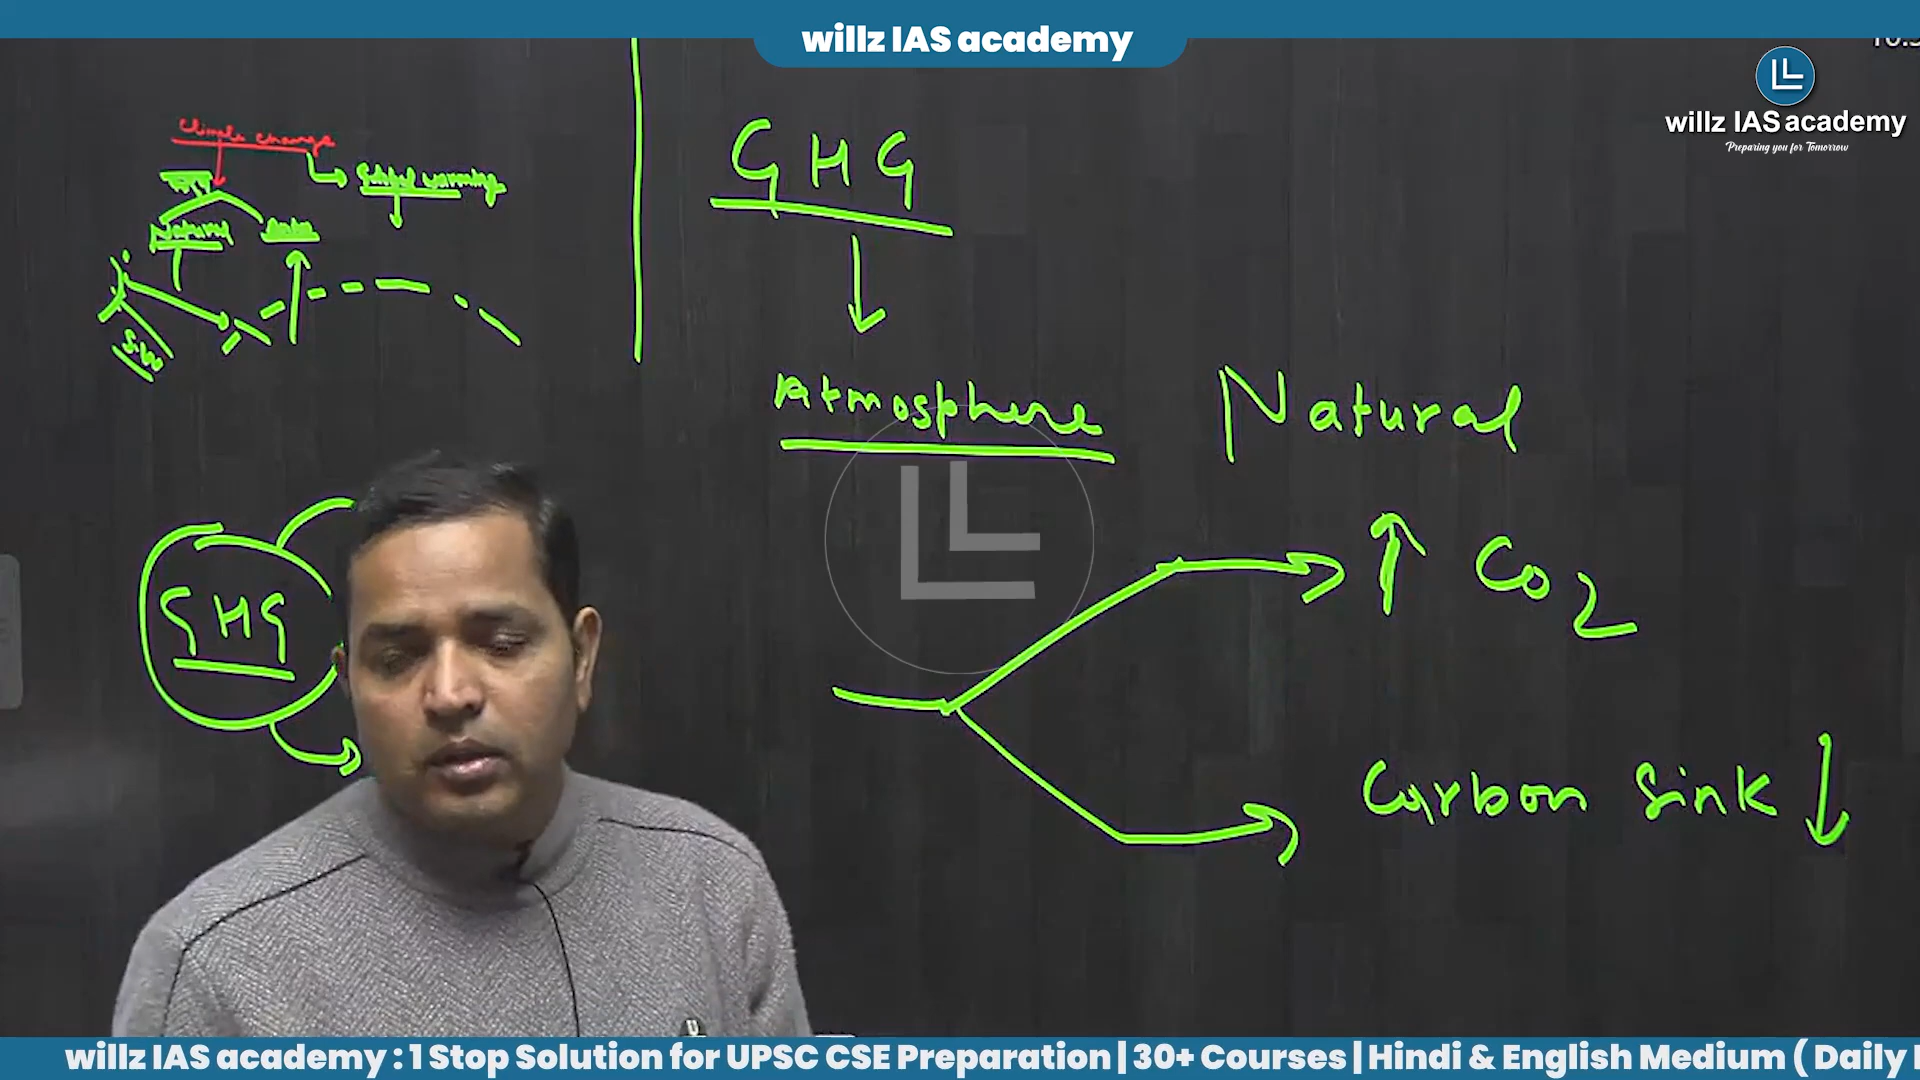 willz IAS academy
willz IAS academy
Preparing you for Tomorrow
Climate change
Global warming
Natural
GHG
Atmosphere
Natural
↑ CO2
GHG
Carbon Sink ↓
willz IAS academy : 1 Stop Solution for UPSC CSE Preparation | 30+ Courses | Hindi & English Medium ( Daily